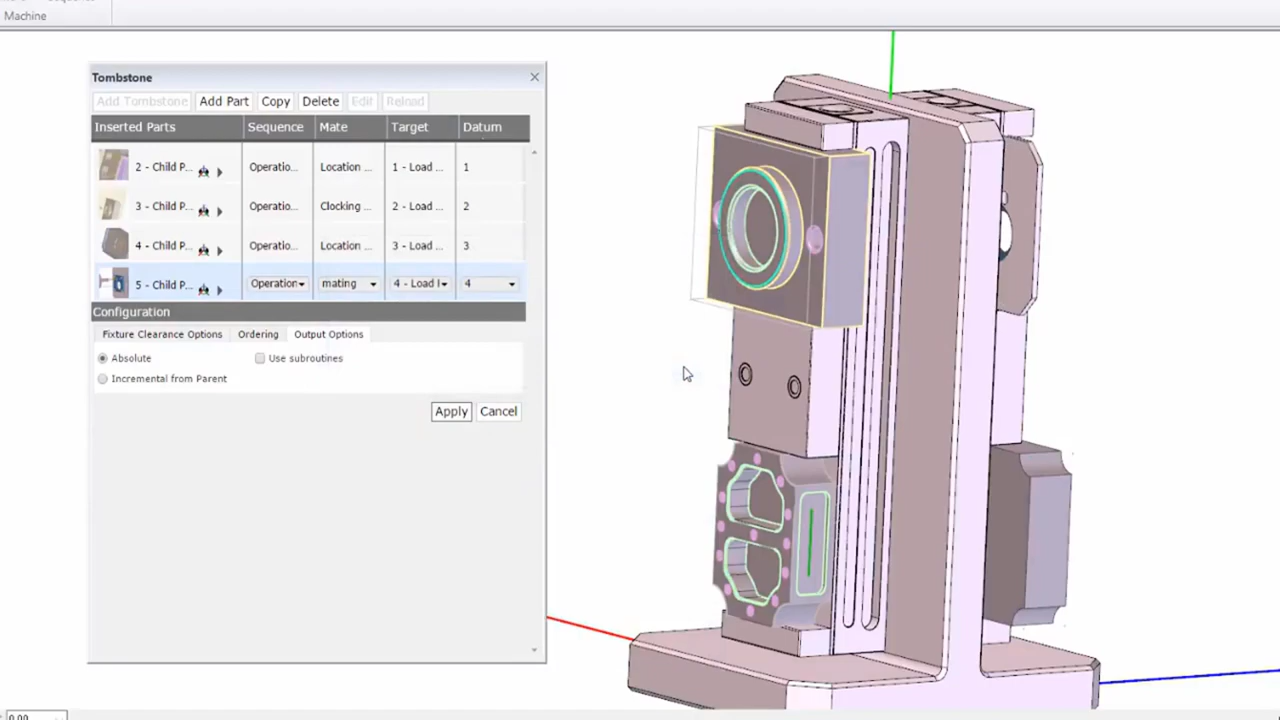 Machine
Tombstone
Add Tombstone Add Part Copy Delete Edit Reload
Inserted Parts Sequence Mate Target Datum
2 - Child P... Operatio... Location ... 1 - Load ... 1
3 - Child P... Operatio... Clocking ... 2 - Load ... 2
4 - Child P... Operatio... Location ... 3 - Load ... 3
5 - Child P... Operation mating 4 - Load 4
Configuration
Fixture Clearance Options Ordering Output Options
Absolute Use subroutines
Incremental from Parent
Apply Cancel
0.00